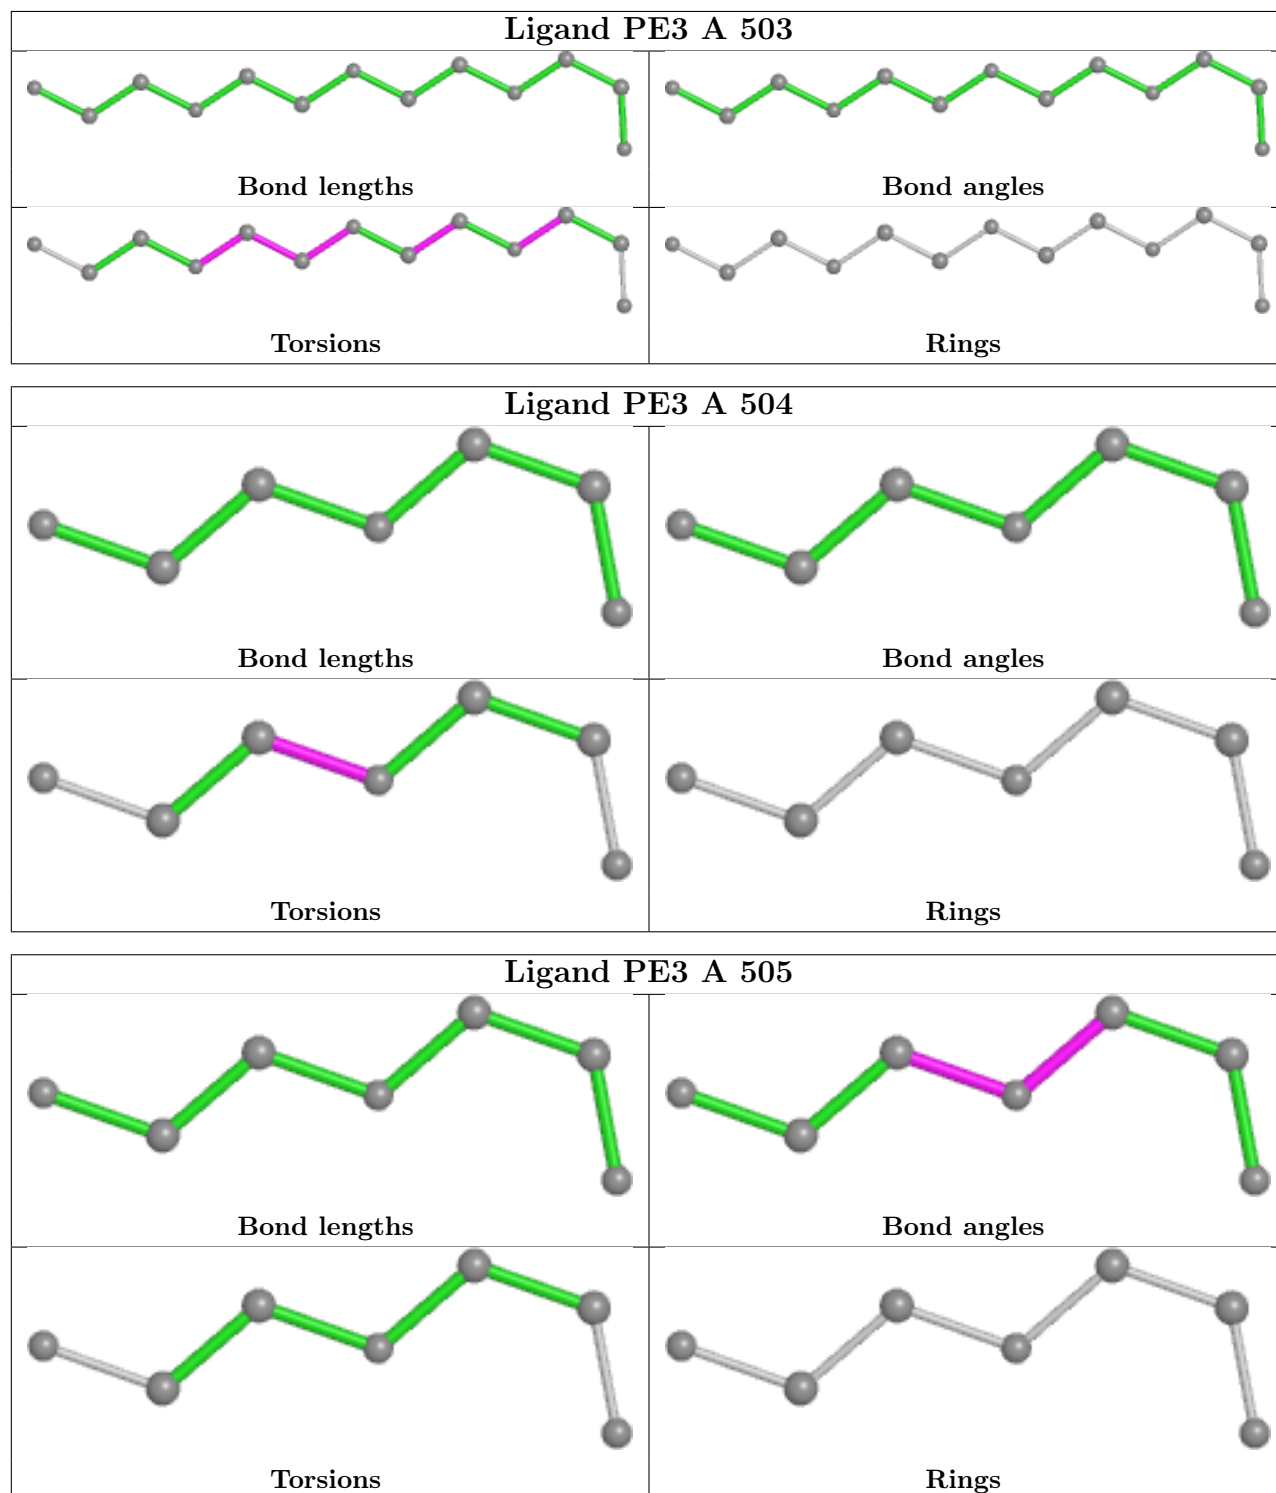 Ligand PE3 A 503
Bond lengths
Bond angles
Torsions
Rings
Ligand PE3 A 504
Bond lengths
Bond angles
Torsions
Rings
Ligand PE3 A 505
Bond lengths
Bond angles
Torsions
Rings